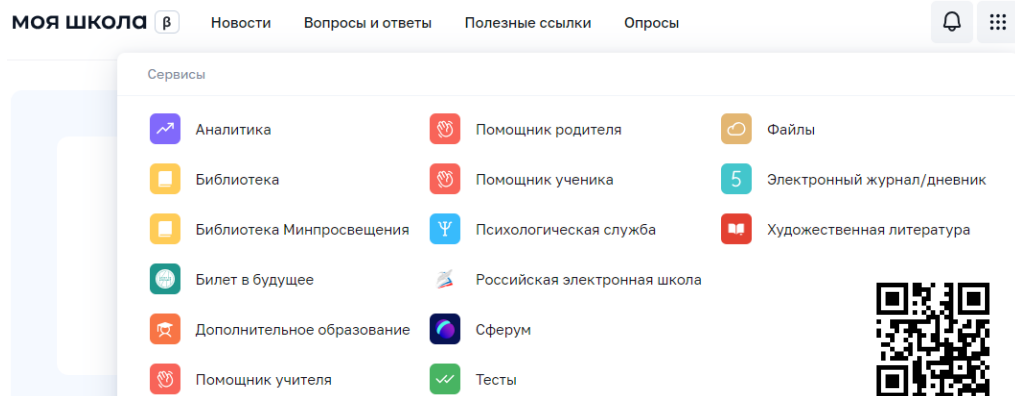 моя школа β Новости Вопросы и ответы Полезные ссылки Опросы
Сервисы
Аналитика
Библиотека
Библиотека Минпросвещения
Билет в будущее
Дополнительное образование
Помощник учителя
Помощник родителя
Помощник ученика
Психологическая служба
Российская электронная школа
Сферум
Тесты
Файлы
5 Электронный журнал/дневник
Художественная литература